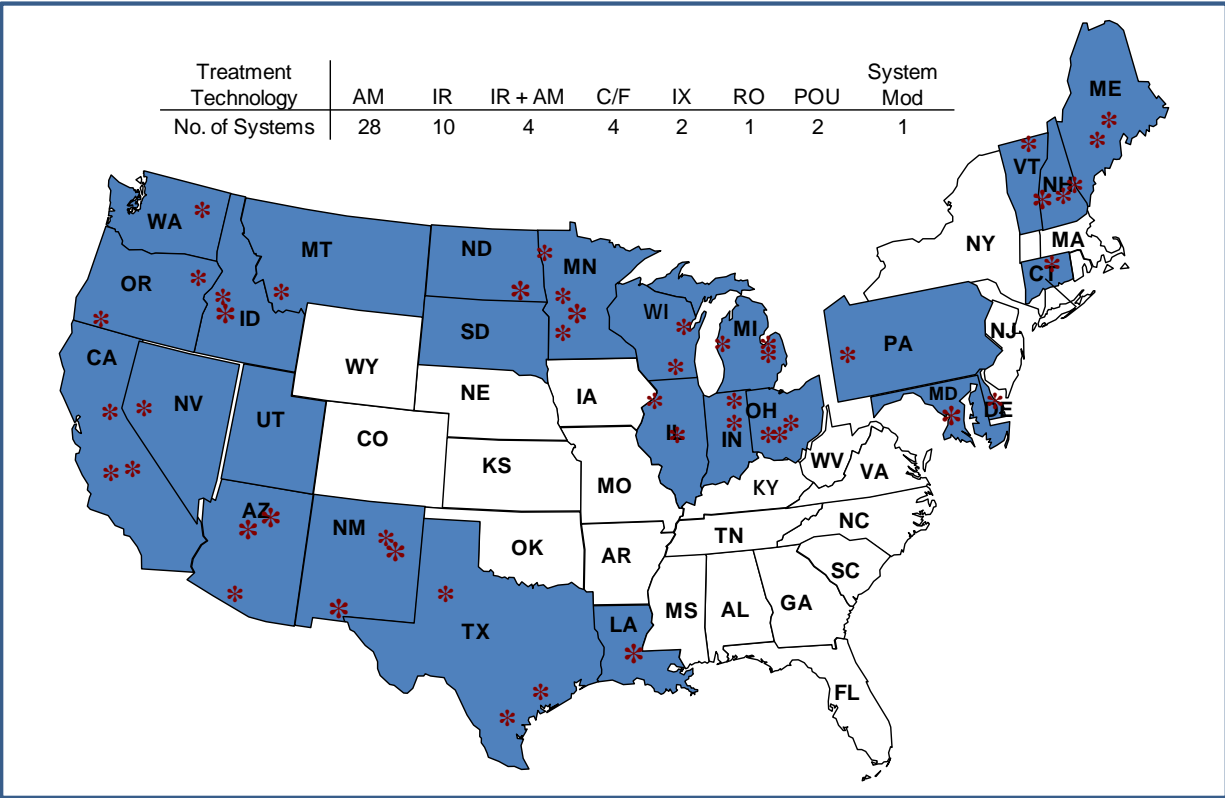 Treatment Technology AM IR IR + AM C/F IX RO POU System Mod
No. of Systems 28 10 4 4 2 1 2 1
ME
VT
NH
WA
MT
ND
MN
NY
MA
OR
ID
SD
WI
MI
CT
CA
WY
NE
IA
PA
NJ
NV
UT
CO
KS
MO
IL
IN
OH
MD
DE
WV
VA
KY
AZ
NM
OK
AR
TN
NC
SC
TX
LA
MS
AL
GA
FL